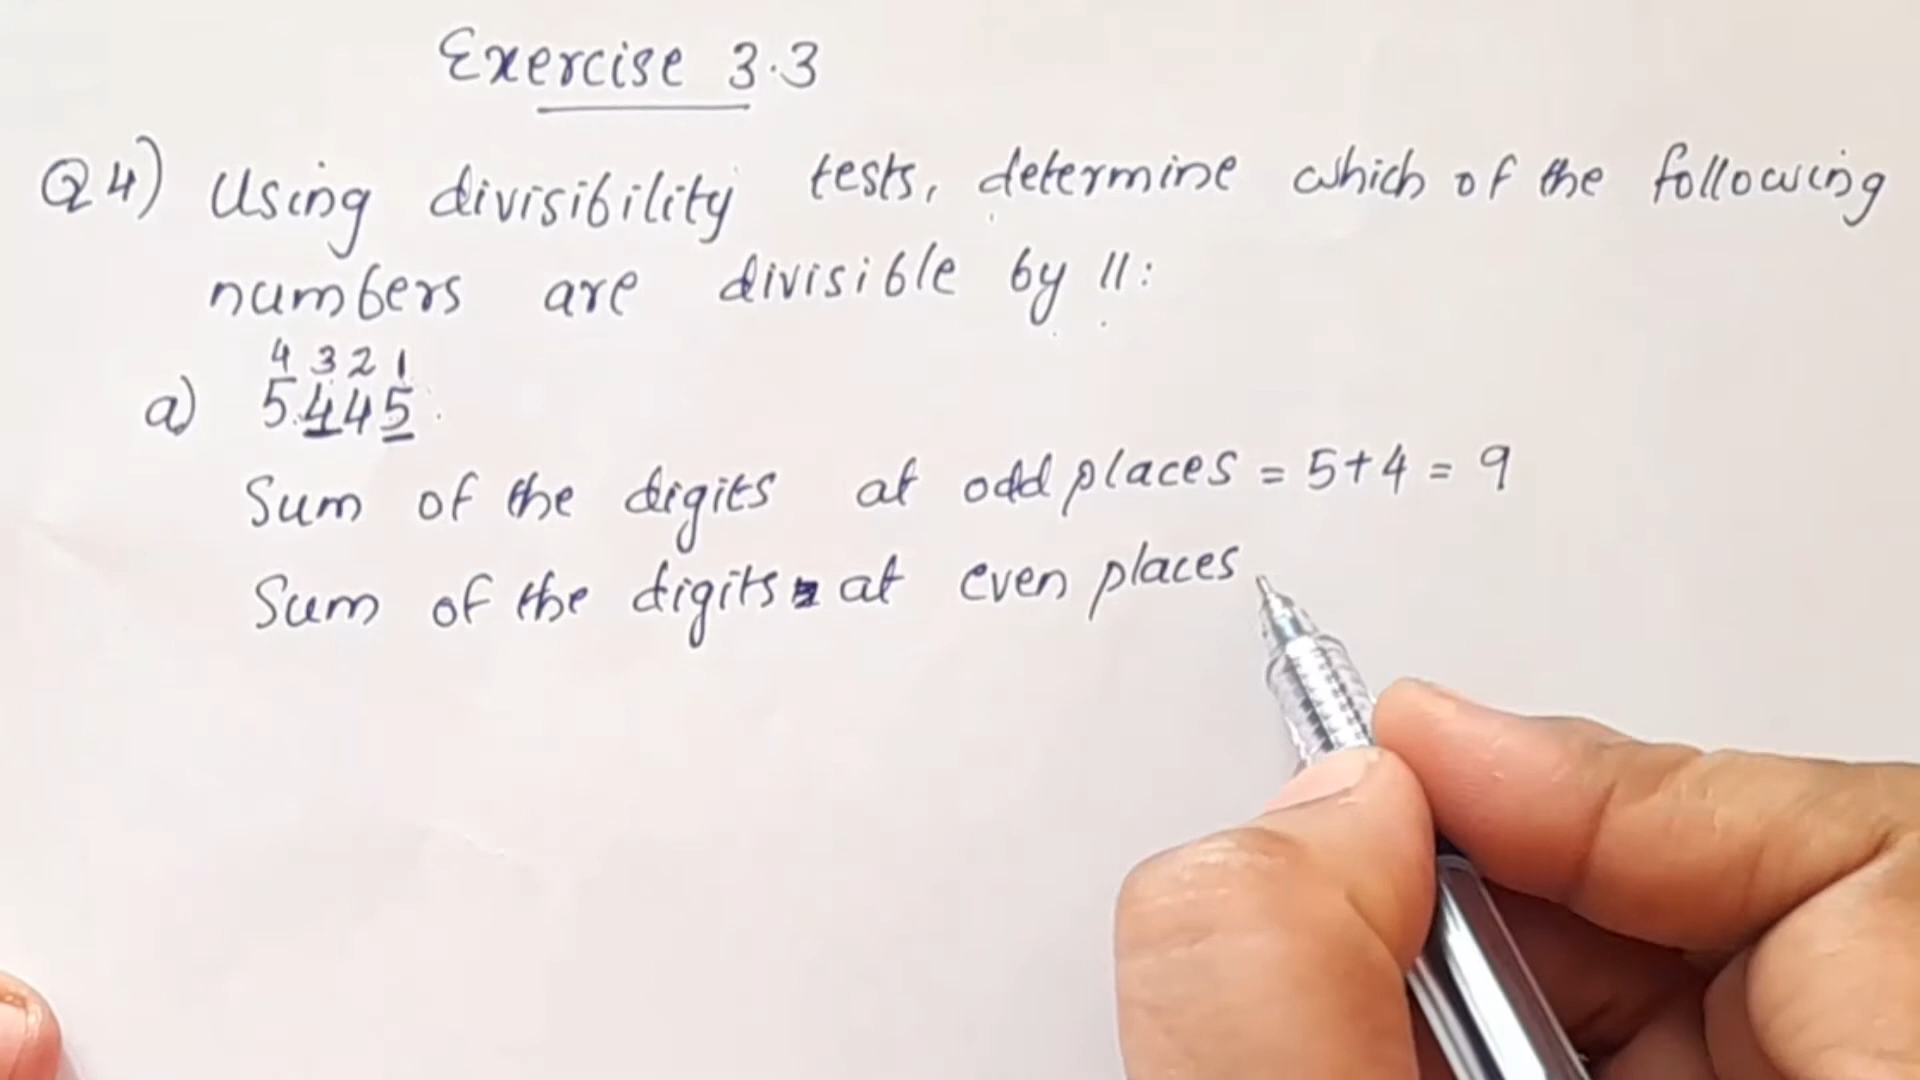 Exercise 3.3
Q4) Using divisibility tests, determine which of the following
numbers are divisible by 11:
4 3 2 1
a) 5445
Sum of the digits at odd places = 5+4 = 9
Sum of the digits at even places